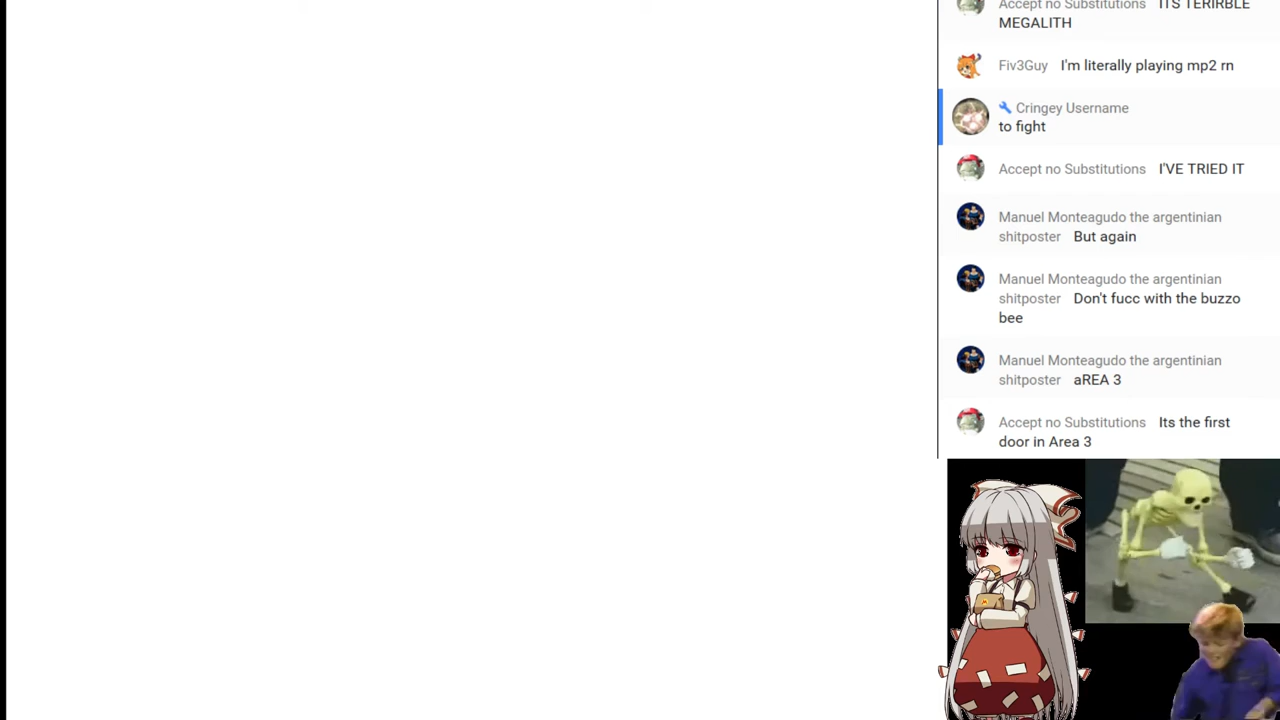 Accept no Substitutions ITS TERIRBLE
MEGALITH
Fiv3Guy I'm literally playing mp2 rn
Cringey Username
to fight
Accept no Substitutions I'VE TRIED IT
Manuel Monteagudo the argentinian
shitposter But again
Manuel Monteagudo the argentinian
shitposter Don't fucc with the buzzo
bee
Manuel Monteagudo the argentinian
shitposter aREA 3
Accept no Substitutions Its the first
door in Area 3